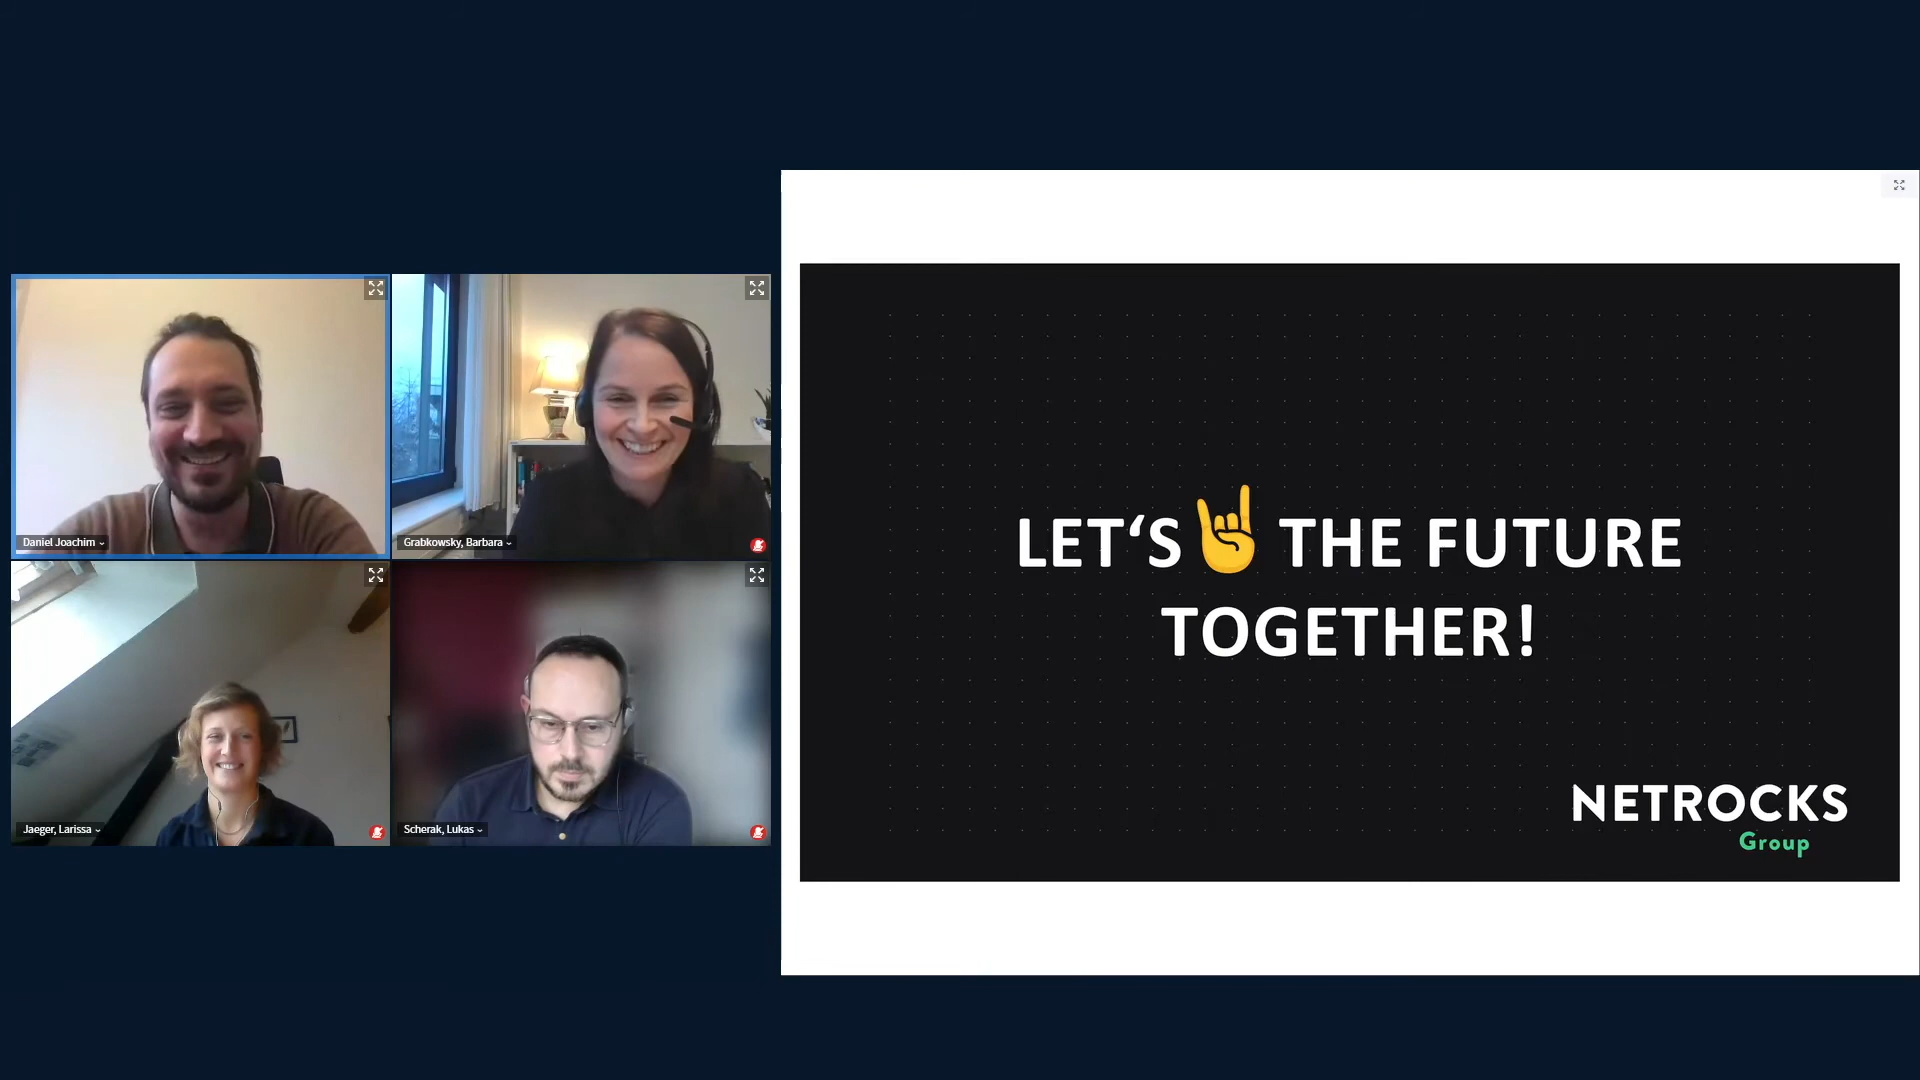 Daniel Joachim
Grabkowsky, Barbara
Jaeger, Larissa
Scherak, Lukas
LET‘S🤘THE FUTURE
TOGETHER!
NETROCKS
Group